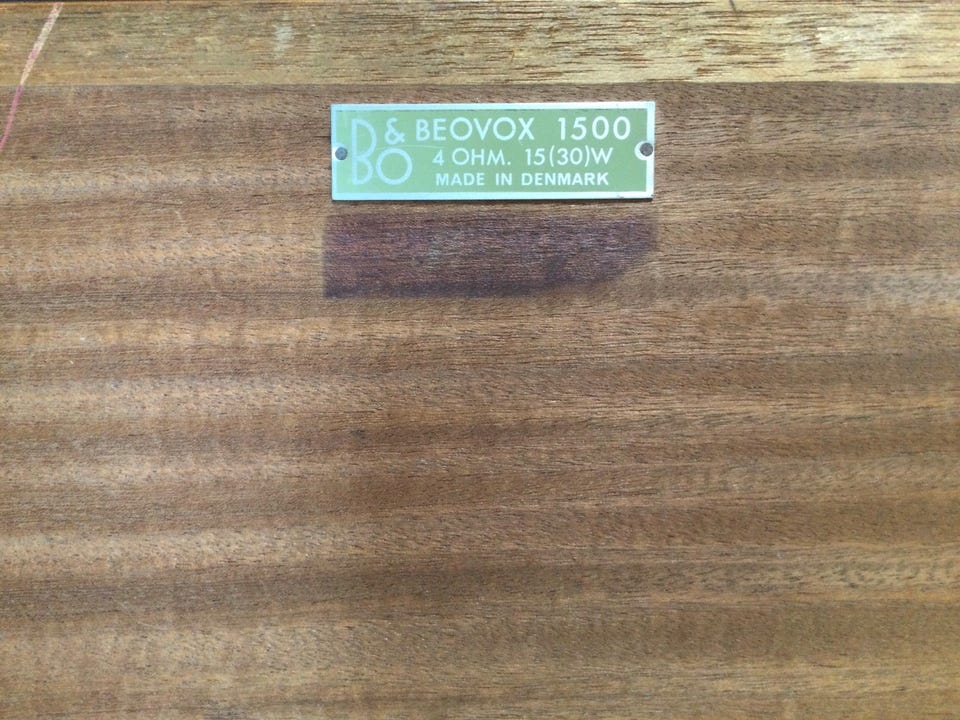 B&O BEOVOX 1500
4 OHM. 15(30)W
MADE IN DENMARK